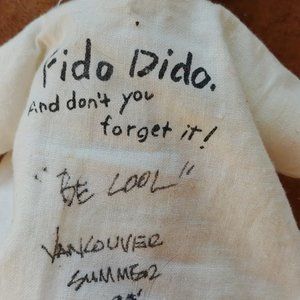 Fido Dido.
And don't you
forget it!
"BE COOL"
VANCOUVER
SUMMER